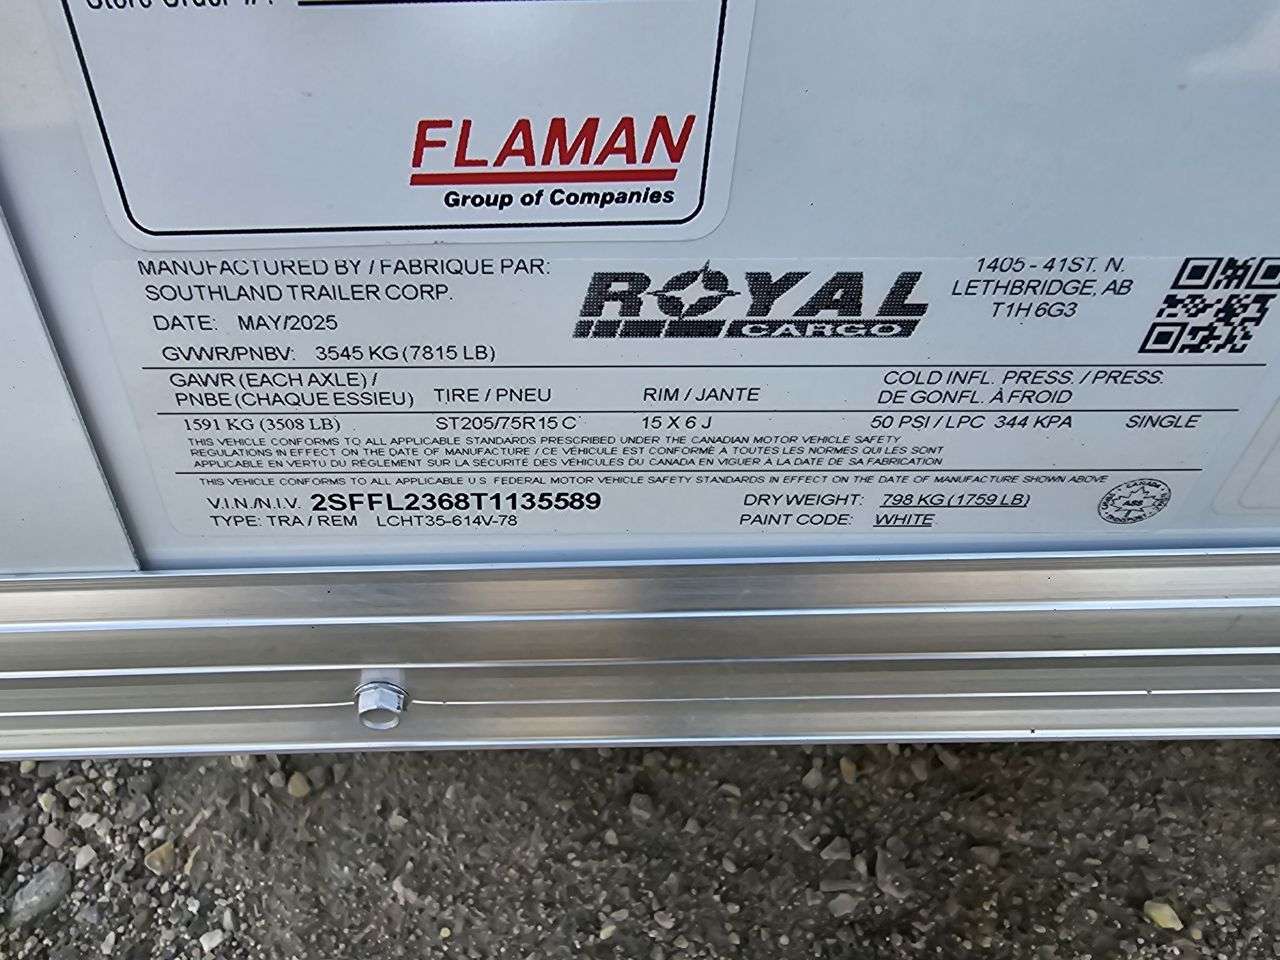 Store Order #:
FLAMAN
Group of Companies
MANUFACTURED BY / FABRIQUE PAR:
SOUTHLAND TRAILER CORP.
DATE: MAY/2025
GVWR/PNBV: 3545 KG (7815 LB)
ROYAL
CARGO
1405 - 41ST. N.
LETHBRIDGE, AB
T1H 6G3
GAWR (EACH AXLE) / PNBE (CHAQUE ESSIEU) TIRE / PNEU RIM / JANTE COLD INFL. PRESS. / PRESS. DE GONFL. À FROID
1591 KG (3508 LB) ST205/75R15 C 15 X 6 J 50 PSI / LPC 344 KPA SINGLE
THIS VEHICLE CONFORMS TO ALL APPLICABLE STANDARDS PRESCRIBED UNDER THE CANADIAN MOTOR VEHICLE SAFETY
REGULATIONS IN EFFECT ON THE DATE OF MANUFACTURE / CE VÉHICULE EST CONFORME À TOUTES LES NORMES QUI LES SONT
APPLICABLE EN VERTU DU RÈGLEMENT SUR LA SÉCURITÉ DES VÉHICULES DU CANADA EN VIGUER À LA DATE DE SA FABRICATION
THIS VEHICLE CONFORMS TO ALL APPLICABLE U.S. FEDERAL MOTOR VEHICLE SAFETY STANDARDS IN EFFECT ON THE DATE OF MANUFACTURE SHOWN ABOVE
V.I.N./N.I.V. 2SFFL2368T1135589 DRY WEIGHT: 798 KG (1759 LB)
TYPE: TRA / REM LCHT35-614V-78 PAINT CODE: WHITE
CANADA